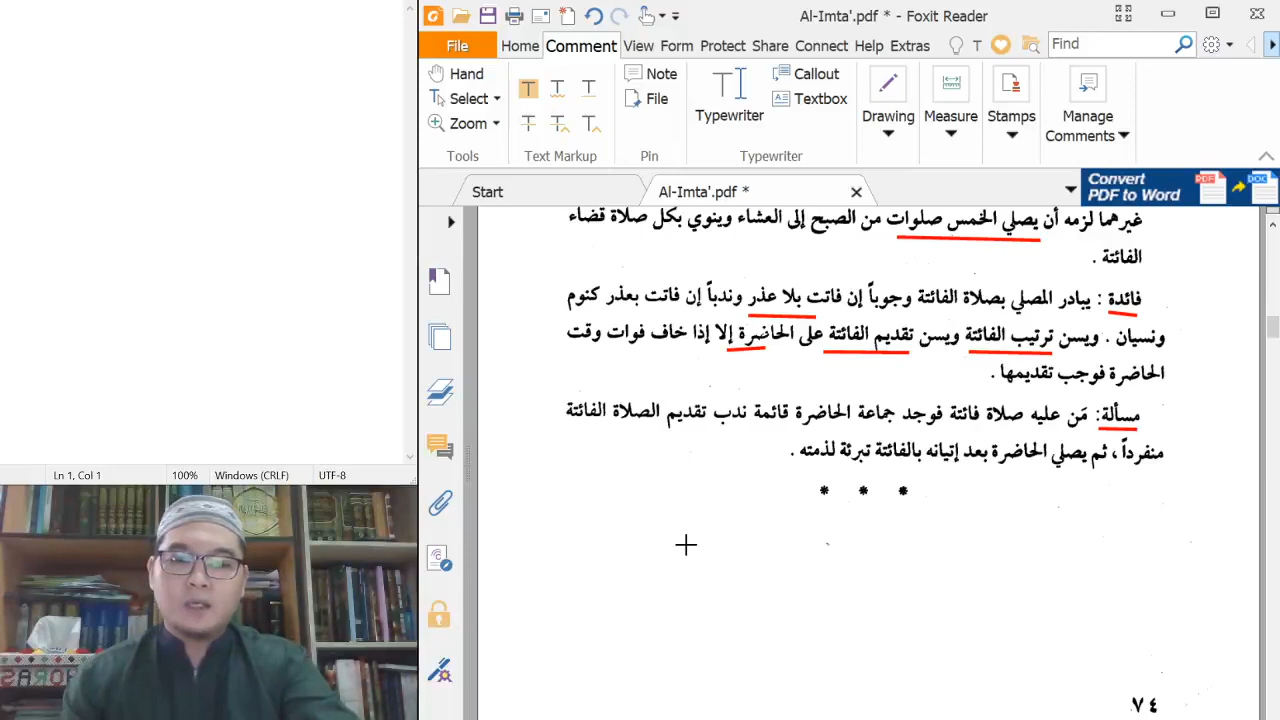 Al-Imta'.pdf * - Foxit Reader
File Home Comment View Form Protect Share Connect Help Extras Find
Hand
Select
Zoom
Tools
Text Markup
Note
File
Pin
Typewriter
Callout
Textbox
Typewriter
Drawing
Measure
Stamps
Manage Comments
Start
Al-Imta'.pdf *
Convert
PDF to Word
PDF
DOC
غيرهما لزمه أن يصلي الخمس صلوات من الصبح إلى العشاء وينوي بكل صلاة قضاء
الفائتة .
فائدة : يبادر المصلي بصلاة الفائتة وجوباً إن فاتت بلا عذر وندباً إن فاتت بعذر كنوم
ونسيان . ويسن ترتيب الفائتة ويسن تقديم الفائتة على الحاضرة إلا إذا خاف فوات وقت
الحاضرة فوجب تقديمها .
مسألة: مَن عليه صلاة فائتة فوجد جماعة الحاضرة قائمة ندب تقديم الصلاة الفائتة
منفرداً ، ثم يصلي الحاضرة بعد إتيانه بالفائتة تبرئة لذمته .
* * *
٧٤
Ln 1, Col 1 100% Windows (CRLF) UTF-8